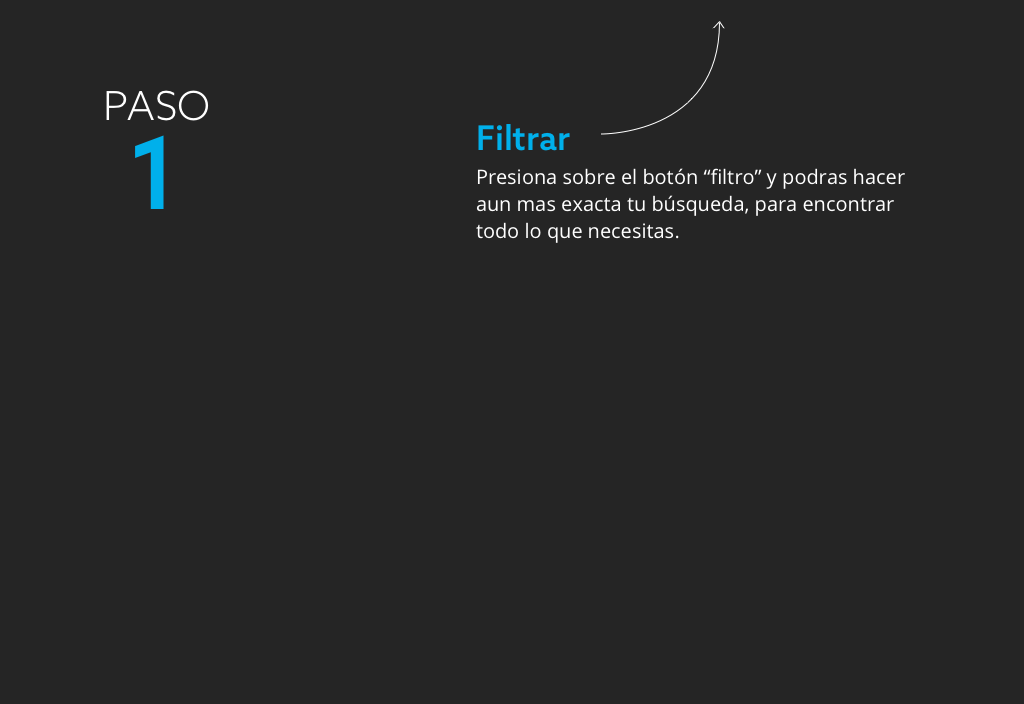 PASO
1
Filtrar
Presiona sobre el botón “filtro” y podras hacer
aun mas exacta tu búsqueda, para encontrar
todo lo que necesitas.